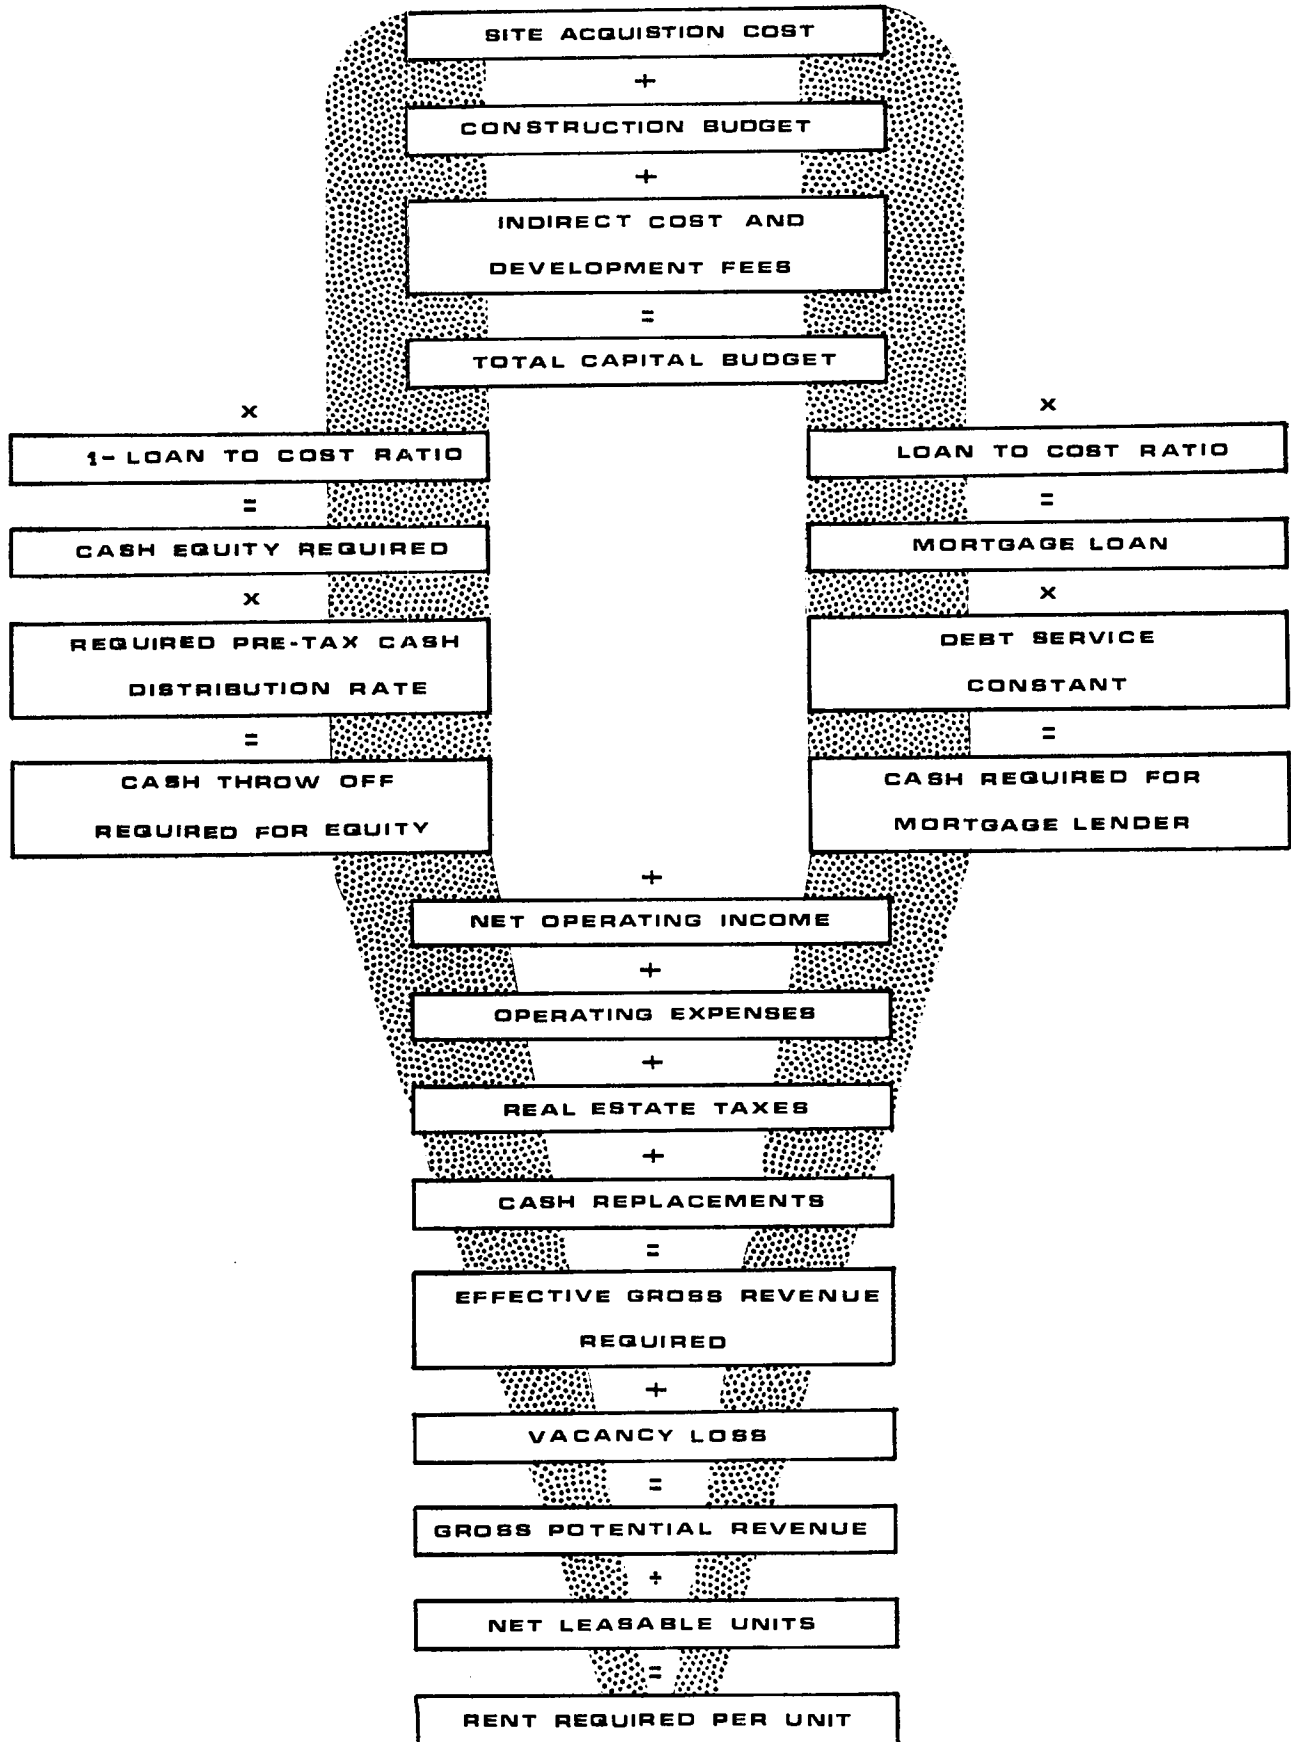 SITE ACQUISTION COST
+
CONSTRUCTION BUDGET
+
INDIRECT COST AND
DEVELOPMENT FEES
=
TOTAL CAPITAL BUDGET
×
1- LOAN TO COST RATIO
=
CASH EQUITY REQUIRED
×
REQUIRED PRE-TAX CASH
DISTRIBUTION RATE
=
CASH THROW OFF
REQUIRED FOR EQUITY
×
LOAN TO COST RATIO
=
MORTGAGE LOAN
×
DEBT SERVICE
CONSTANT
=
CASH REQUIRED FOR
MORTGAGE LENDER
+
NET OPERATING INCOME
+
OPERATING EXPENSES
+
REAL ESTATE TAXES
+
CASH REPLACEMENTS
=
EFFECTIVE GROSS REVENUE
REQUIRED
+
VACANCY LOSS
=
GROSS POTENTIAL REVENUE
÷
NET LEASABLE UNITS
=
RENT REQUIRED PER UNIT